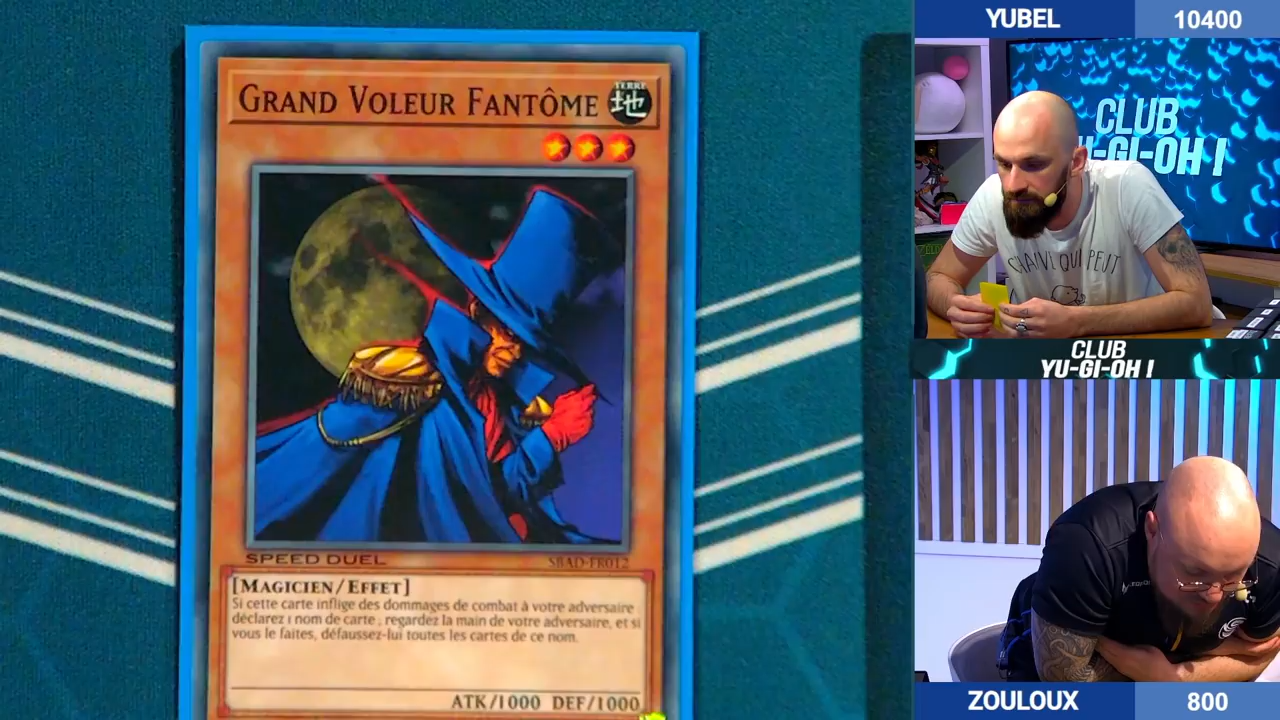 GRAND VOLEUR FANTÔME
TERRE
地
SPEED DUEL
SBAD-FR012
[MAGICIEN/EFFET]
Si cette carte inflige des dommages de combat à votre adversaire
déclarez 1 nom de carte ; regardez la main de votre adversaire, et si
vous le faites, défaussez-lui toutes les cartes de ce nom.
ATK/1000 DEF/1000
YUBEL 10400
CLUB
YU-GI-OH !
CLUB
YU-GI-OH !
ZOULOUX 800